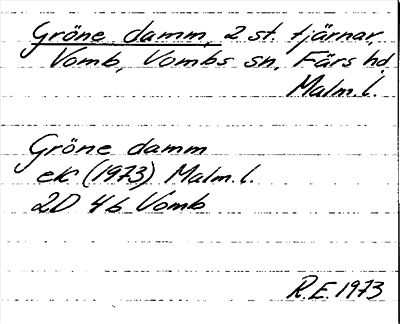 Gröne damm, 2 st. tjärnar,
Vomb, Vombs sn, Färs hd,
Malm.l.
Gröne damm
ek (1973) Malm.l.
2D 4b Vomb
R.E. 1973